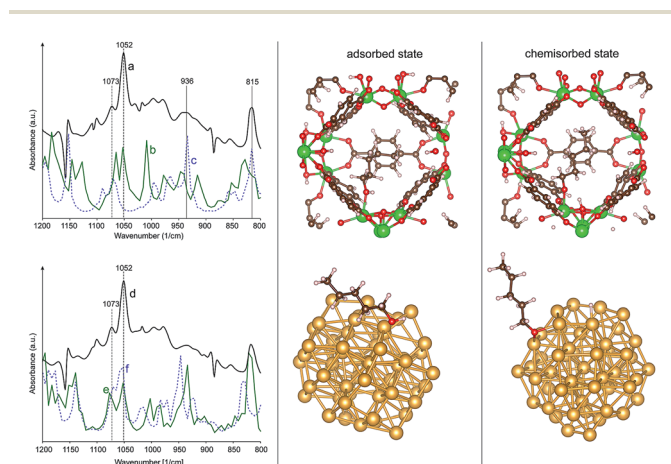 adsorbed state
chemisorbed state
1052
1073
a
936
815
b
c
Absorbance (a.u.)
1200 1150 1100 1050 1000 950 900 850 800
Wavenumber [1/cm]
1052
1073
d
e
f
Absorbance (a.u.)
1200 1150 1100 1050 1000 950 900 850 800
Wavenumber [1/cm]